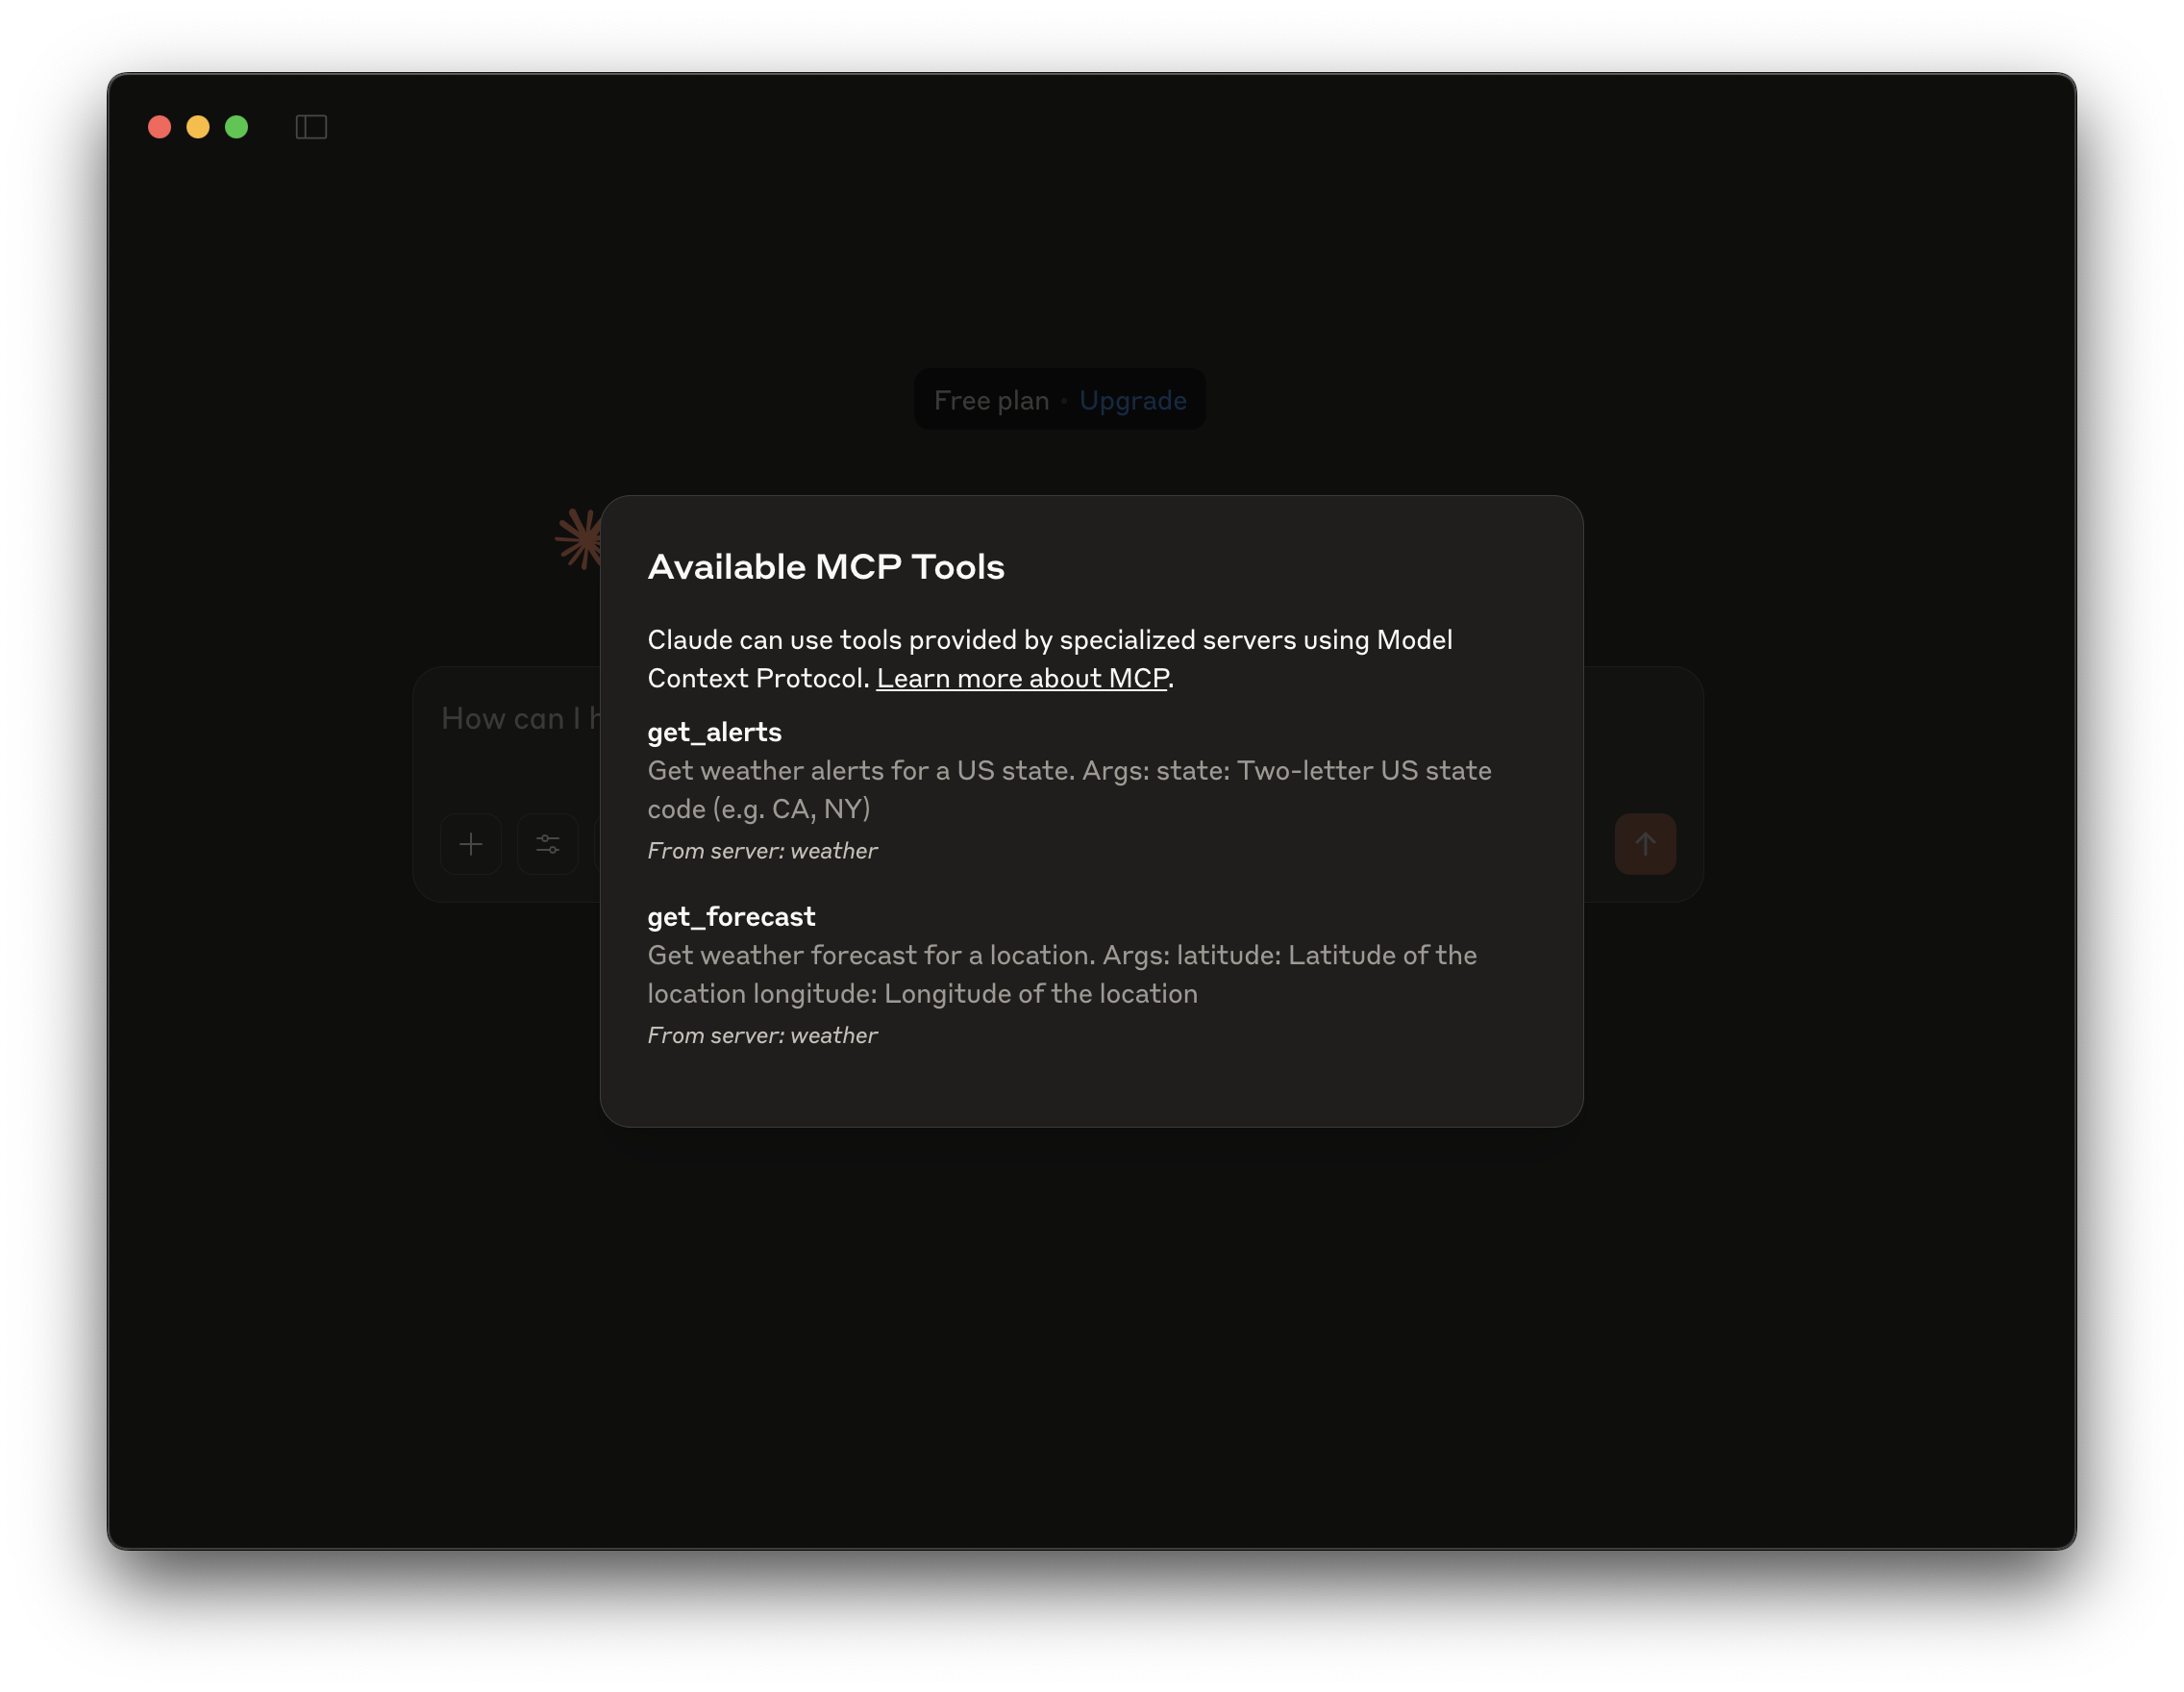 Free plan · Upgrade
Available MCP Tools
Claude can use tools provided by specialized servers using Model
Context Protocol. Learn more about MCP.
How can I h
get_alerts
Get weather alerts for a US state. Args: state: Two-letter US state
code (e.g. CA, NY)
From server: weather
get_forecast
Get weather forecast for a location. Args: latitude: Latitude of the
location longitude: Longitude of the location
From server: weather